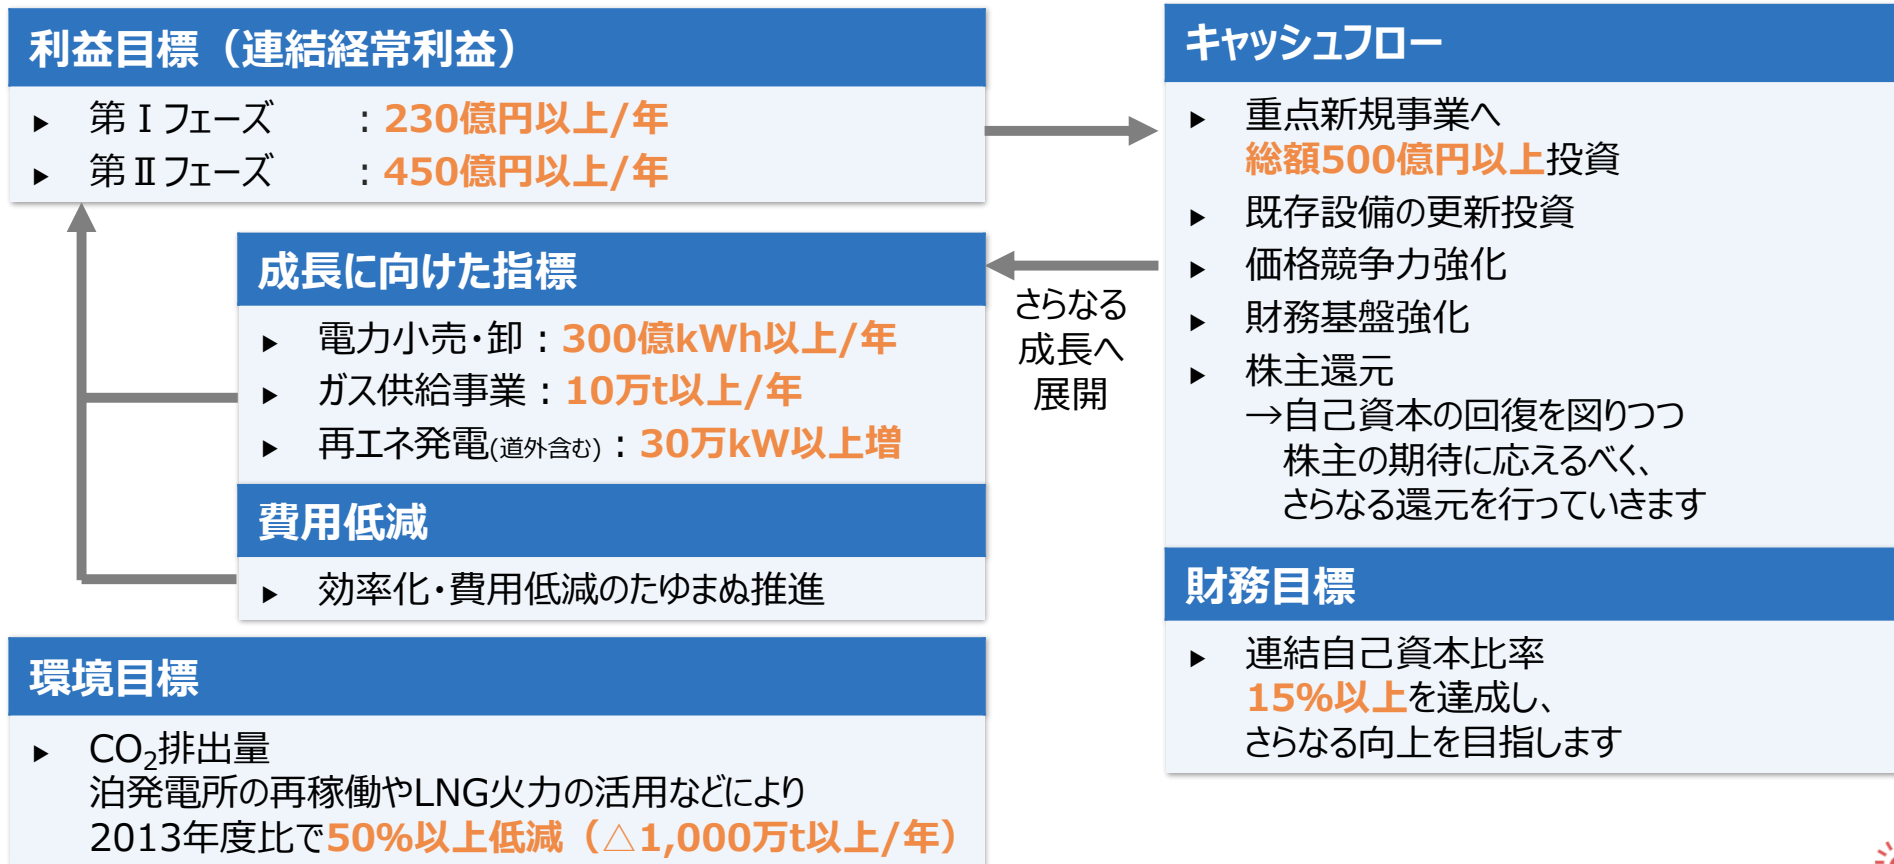 利益目標（連結経常利益）
▶ 第Ⅰフェーズ ：230億円以上/年
▶ 第Ⅱフェーズ ：450億円以上/年
成長に向けた指標
▶ 電力小売・卸：300億kWh以上/年
▶ ガス供給事業：10万t以上/年
▶ 再エネ発電(道外含む)：30万kW以上増
費用低減
▶ 効率化・費用低減のたゆまぬ推進
環境目標
▶ CO₂排出量
泊発電所の再稼働やLNG火力の活用などにより
2013年度比で50%以上低減（△1,000万t以上/年）
さらなる
成長へ
展開
キャッシュフロー
▶ 重点新規事業へ
総額500億円以上投資
▶ 既存設備の更新投資
▶ 価格競争力強化
▶ 財務基盤強化
▶ 株主還元
→自己資本の回復を図りつつ
株主の期待に応えるべく、
さらなる還元を行っていきます
財務目標
▶ 連結自己資本比率
15%以上を達成し、
さらなる向上を目指します